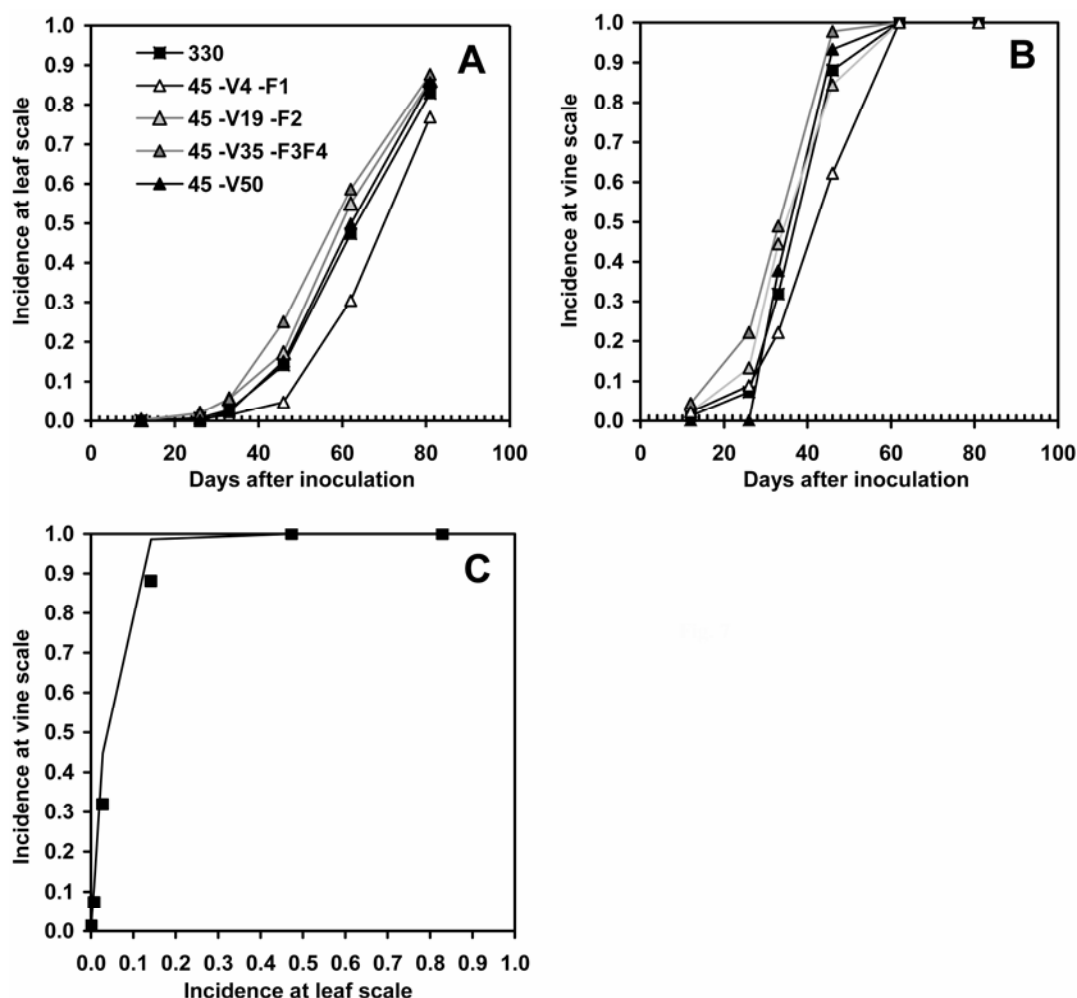 A
1.0
0.9
0.8
0.7
0.6
0.5
0.4
0.3
0.2
0.1
0.0
Incidence at leaf scale
330
45 -V4 -F1
45 -V19 -F2
45 -V35 -F3F4
45 -V50
0 20 40 60 80 100
Days after inoculation
B
1.0
0.9
0.8
0.7
0.6
0.5
0.4
0.3
0.2
0.1
0.0
Incidence at vine scale
0 20 40 60 80 100
Days after inoculation
C
1.0
0.9
0.8
0.7
0.6
0.5
0.4
0.3
0.2
0.1
0.0
Incidence at vine scale
0.0 0.1 0.2 0.3 0.4 0.5 0.6 0.7 0.8 0.9 1.0
Incidence at leaf scale